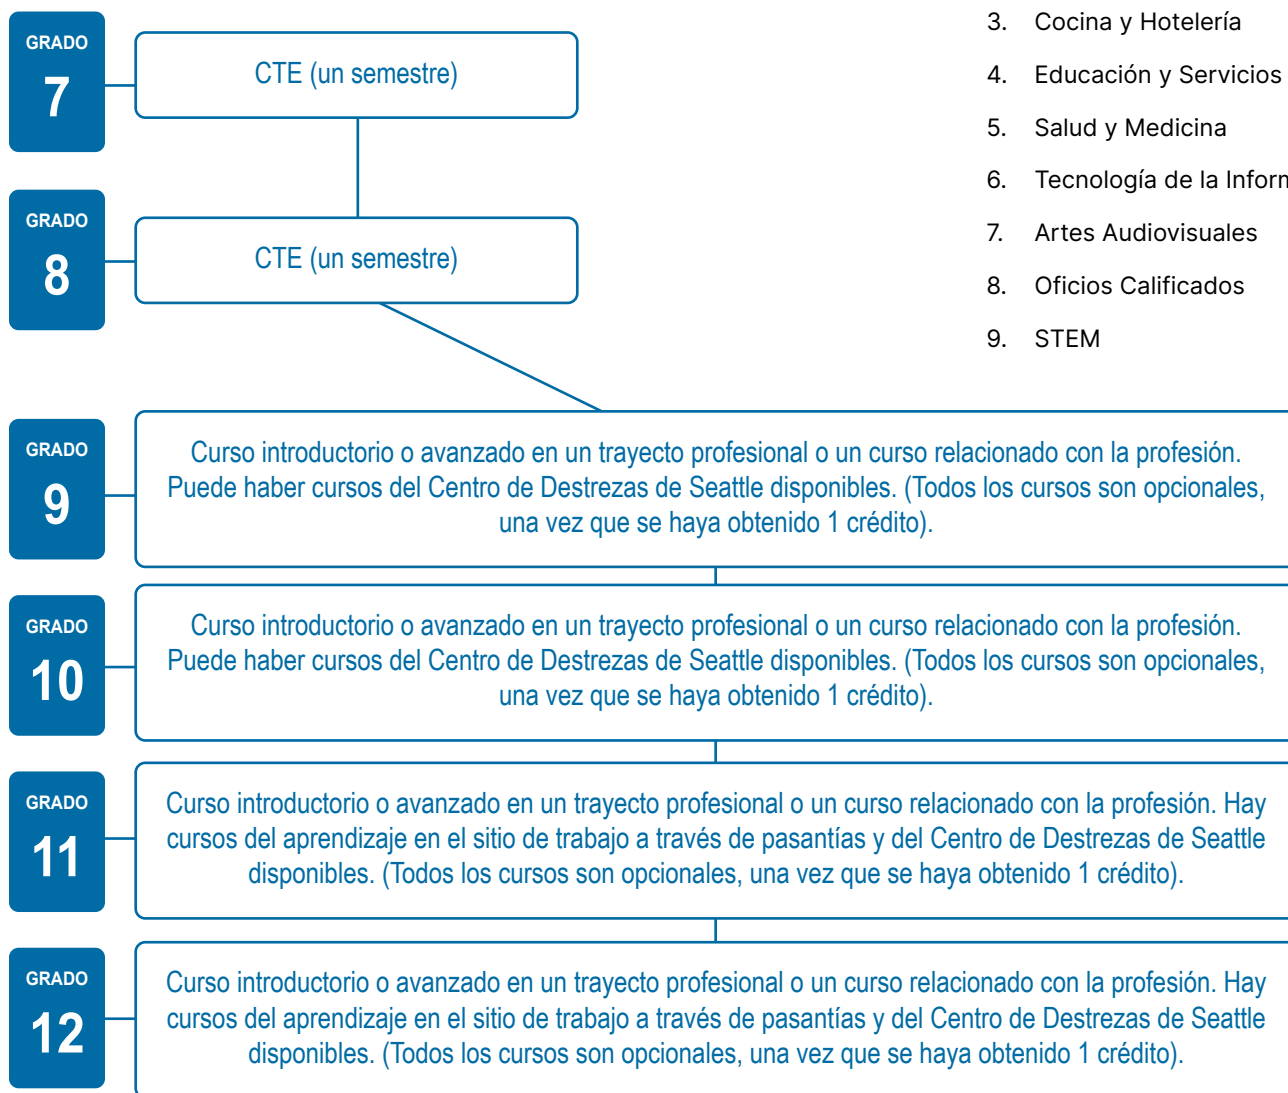 GRADO
7
CTE (un semestre)
GRADO
8
CTE (un semestre)
3. Cocina y Hotelería
4. Educación y Servicios
5. Salud y Medicina
6. Tecnología de la
7. Artes Audiovisuales
8. Oficios Calificados
9. STEM
GRADO
9
Curso introductorio o avanzado en un trayecto profesional o un curso relacionado con la profesión.
Puede haber cursos del Centro de Destrezas de Seattle disponibles. (Todos los cursos son opcionales,
una vez que se haya obtenido 1 crédito).
GRADO
10
Curso introductorio o avanzado en un trayecto profesional o un curso relacionado con la profesión.
Puede haber cursos del Centro de Destrezas de Seattle disponibles. (Todos los cursos son opcionales,
una vez que se haya obtenido 1 crédito).
GRADO
11
Curso introductorio o avanzado en un trayecto profesional o un curso relacionado con la profesión. Hay
cursos del aprendizaje en el sitio de trabajo a través de pasantías y del Centro de Destrezas de Seattle
disponibles. (Todos los cursos son opcionales, una vez que se haya obtenido 1 crédito).
GRADO
12
Curso introductorio o avanzado en un trayecto profesional o un curso relacionado con la profesión. Hay
cursos del aprendizaje en el sitio de trabajo a través de pasantías y del Centro de Destrezas de Seattle
disponibles. (Todos los cursos son opcionales, una vez que se haya obtenido 1 crédito).